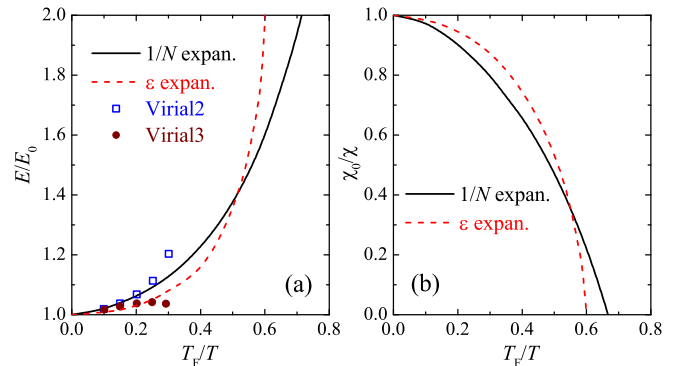 2.0
1.8
1.6
1.4
1.2
1.0
E/E₀
1/N expan.
ε expan.
Virial2
Virial3
(a)
0.0 0.2 0.4 0.6 0.8
T_F/T
1.0
0.8
0.6
0.4
0.2
0.0
χ₀/χ
1/N expan.
ε expan.
(b)
0.0 0.2 0.4 0.6 0.8
T_F/T